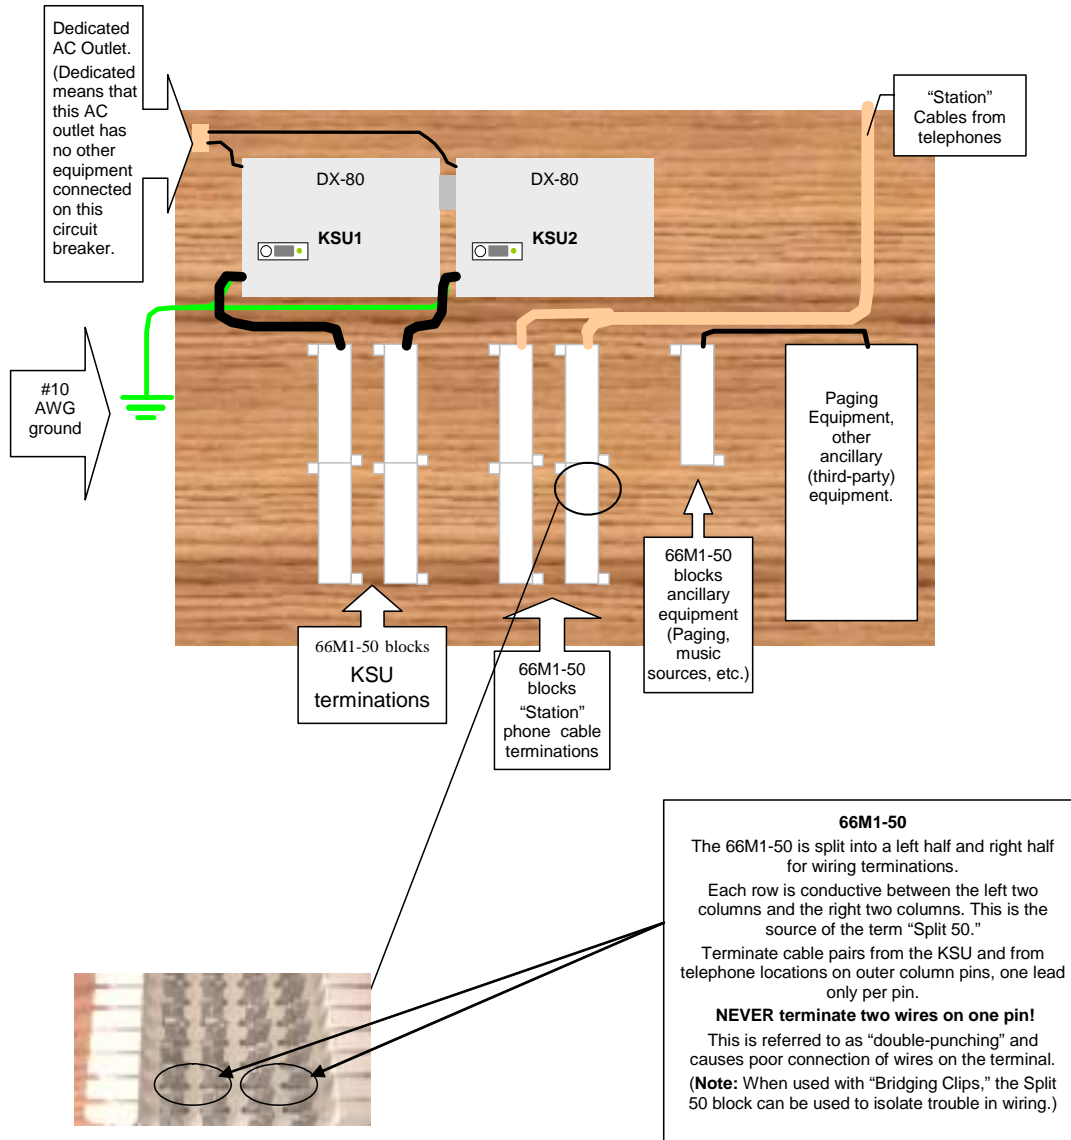 Dedicated
AC Outlet.
(Dedicated
means that
this AC
outlet has
no other
equipment
connected
on this
circuit
breaker.
“Station”
Cables from
telephones
DX-80
KSU1
DX-80
KSU2
#10
AWG
ground
Paging
Equipment,
other
ancillary
(third-party)
equipment.
66M1-50 blocks
KSU
terminations
66M1-50
blocks
“Station”
phone cable
terminations
66M1-50
blocks
ancillary
equipment
(Paging,
music
sources, etc.)
66M1-50
The 66M1-50 is split into a left half and right half
for wiring terminations.
Each row is conductive between the left two
columns and the right two columns. This is the
source of the term “Split 50.”
Terminate cable pairs from the KSU and from
telephone locations on outer column pins, one lead
only per pin.
NEVER terminate two wires on one pin!
This is referred to as “double-punching” and
causes poor connection of wires on the terminal.
(Note: When used with “Bridging Clips,” the Split
50 block can be used to isolate trouble in wiring.)